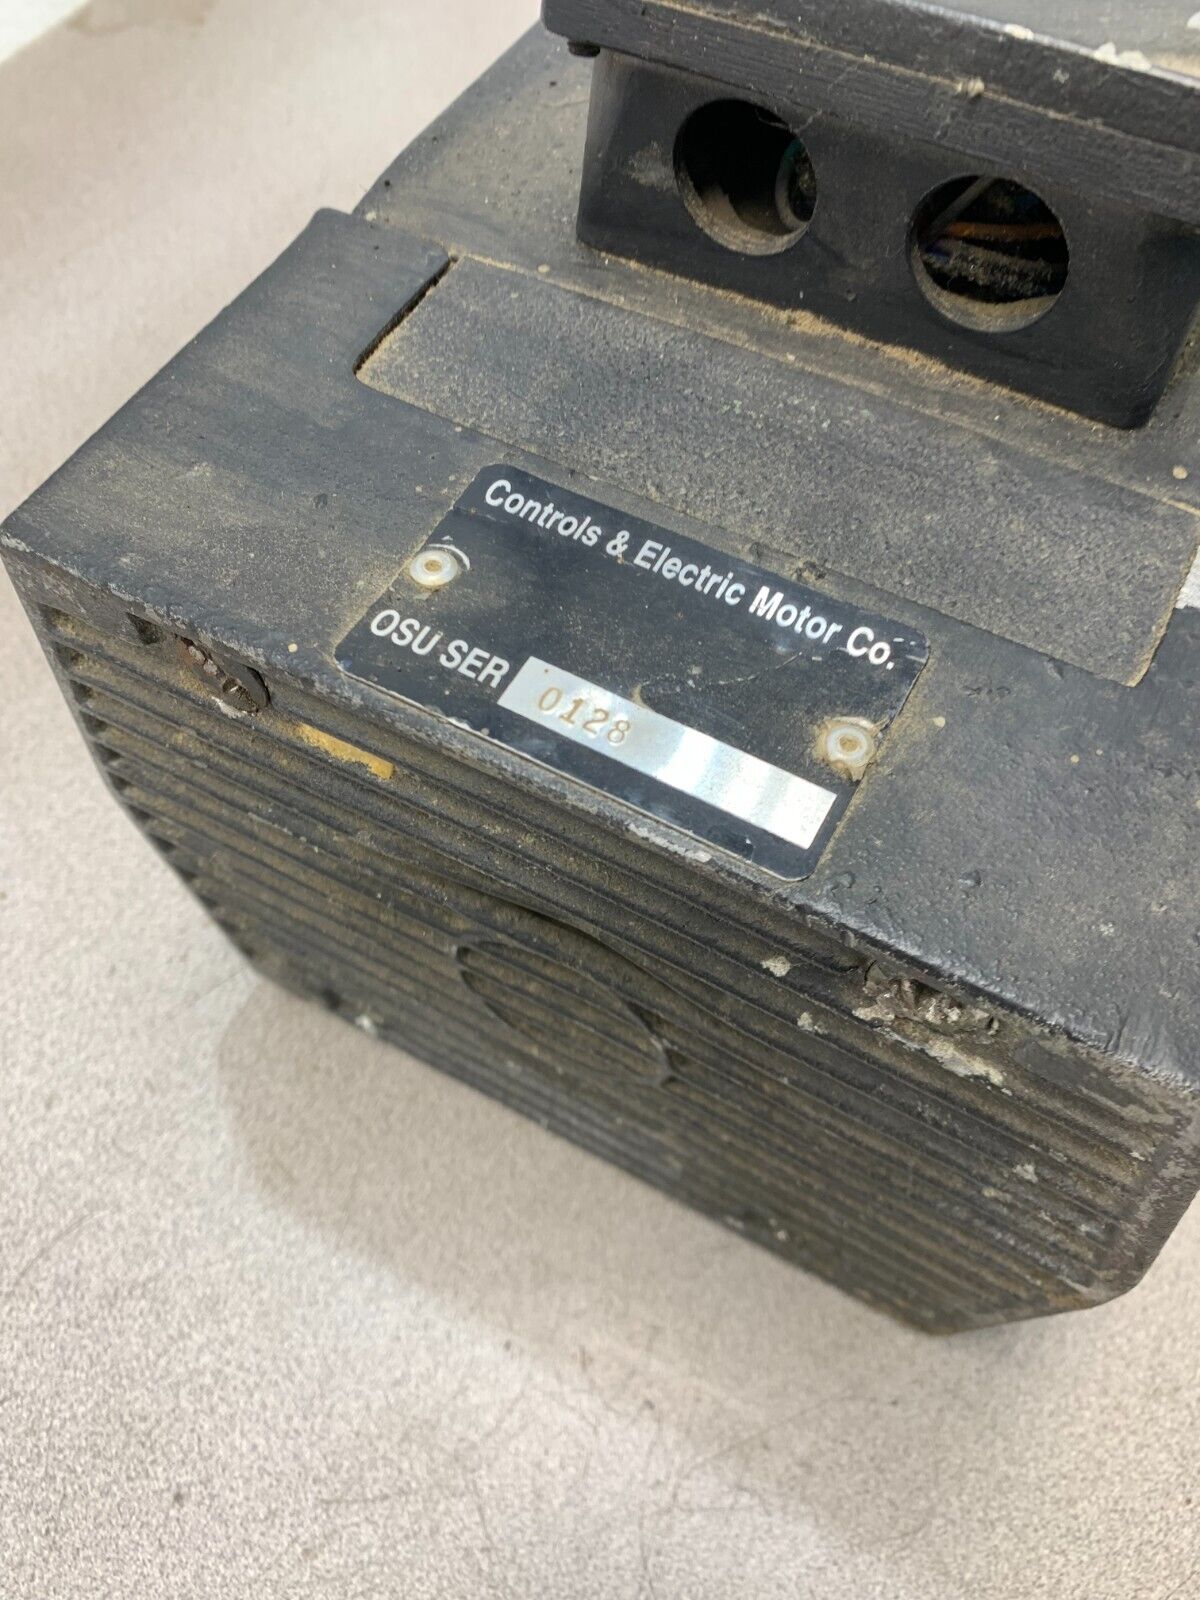 Controls & Electric Motor Co.
OSU SER 0128